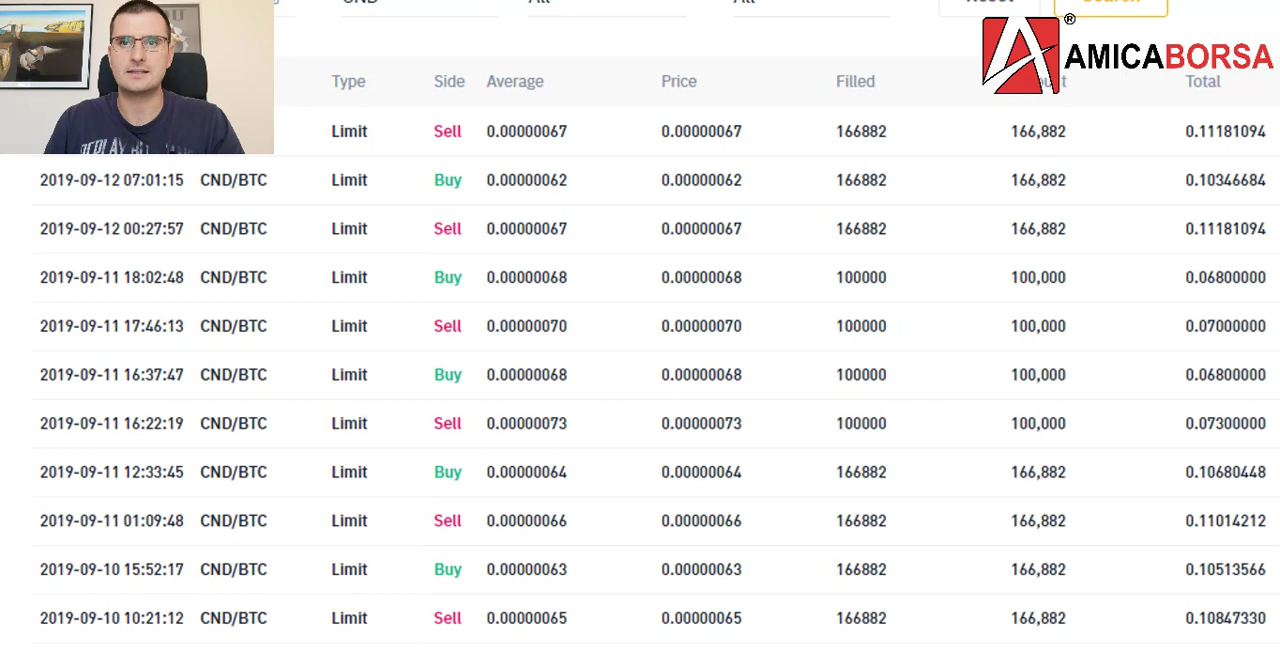 AMICABORSA ®
Type Side Average Price Filled Total
Limit Sell 0.00000067 0.00000067 166882 166,882 0.11181094
2019-09-12 07:01:15 CND/BTC Limit Buy 0.00000062 0.00000062 166882 166,882 0.10346684
2019-09-12 00:27:57 CND/BTC Limit Sell 0.00000067 0.00000067 166882 166,882 0.11181094
2019-09-11 18:02:48 CND/BTC Limit Buy 0.00000068 0.00000068 100000 100,000 0.06800000
2019-09-11 17:46:13 CND/BTC Limit Sell 0.00000070 0.00000070 100000 100,000 0.07000000
2019-09-11 16:37:47 CND/BTC Limit Buy 0.00000068 0.00000068 100000 100,000 0.06800000
2019-09-11 16:22:19 CND/BTC Limit Sell 0.00000073 0.00000073 100000 100,000 0.07300000
2019-09-11 12:33:45 CND/BTC Limit Buy 0.00000064 0.00000064 166882 166,882 0.10680448
2019-09-11 01:09:48 CND/BTC Limit Sell 0.00000066 0.00000066 166882 166,882 0.11014212
2019-09-10 15:52:17 CND/BTC Limit Buy 0.00000063 0.00000063 166882 166,882 0.10513566
2019-09-10 10:21:12 CND/BTC Limit Sell 0.00000065 0.00000065 166882 166,882 0.10847330